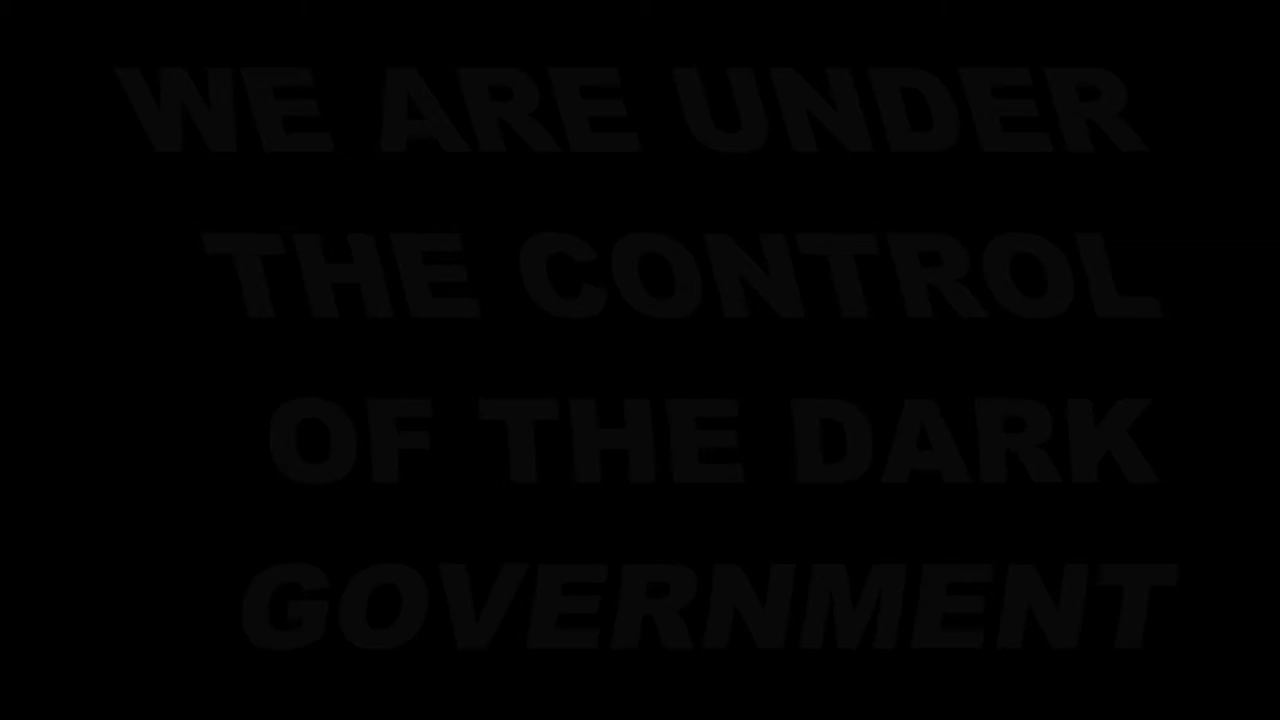 WE ARE UNDER
THE CONTROL
OF THE DARK
GOVERNMENT